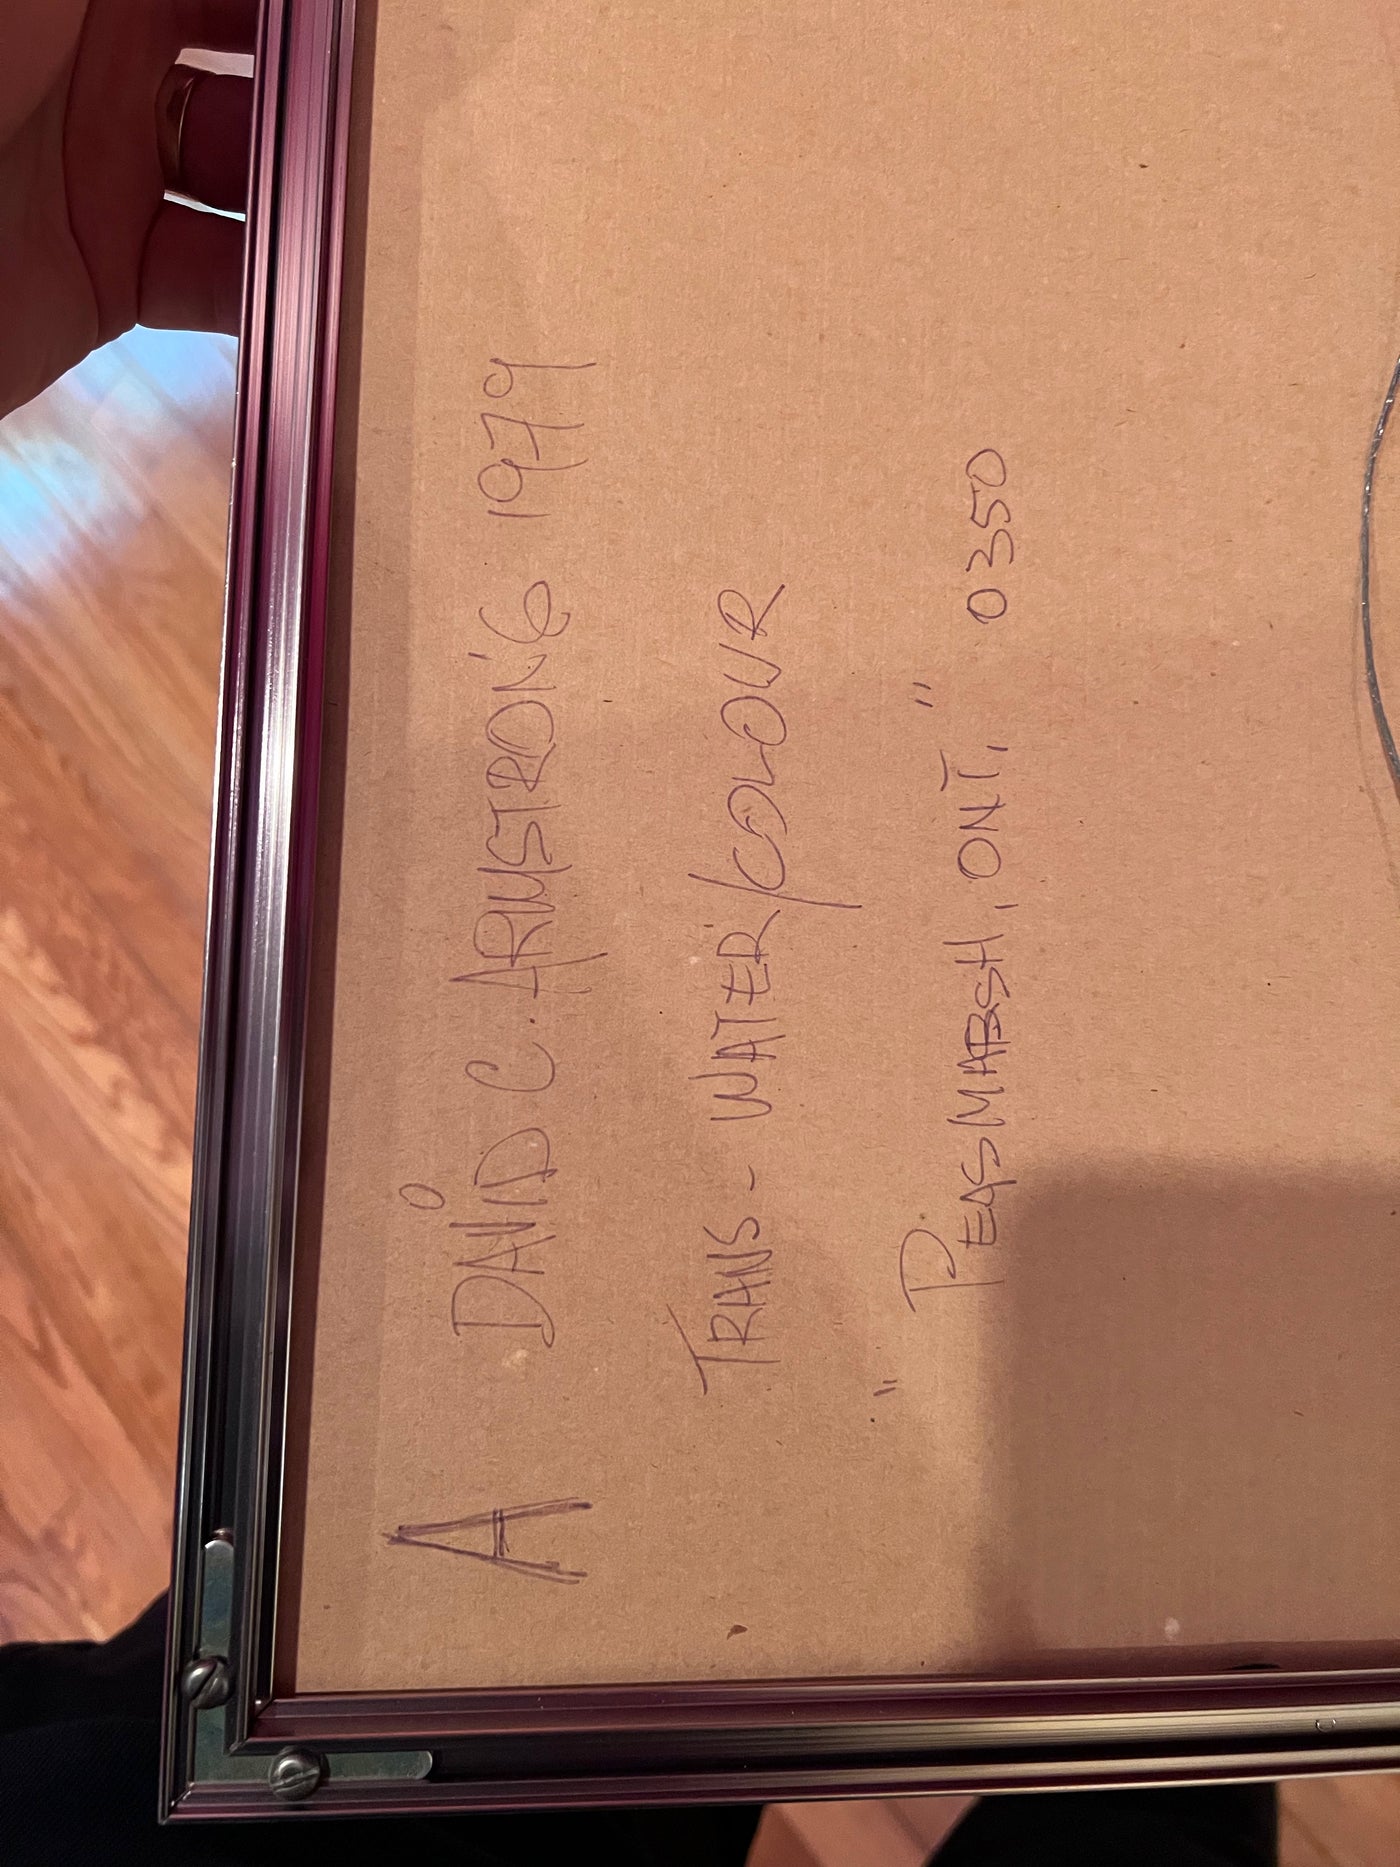 A DAVID C. ARMSTRONG 1979
TRANS - WATER/COLOUR
"PEASMARSH, ONT." 0350